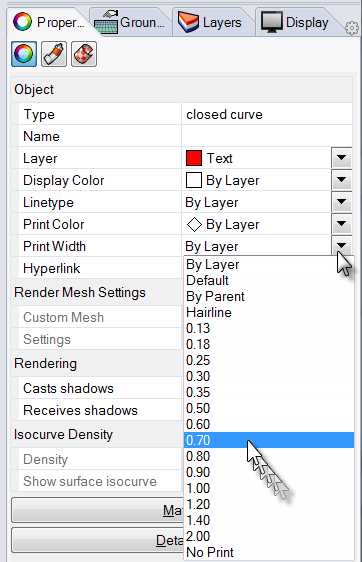 Proper... Groun... Layers Display
Object
Type closed curve
Name
Layer Text
Display Color By Layer
Linetype By Layer
Print Color By Layer
Print Width By Layer
Hyperlink
By Layer
Default
By Parent
Hairline
0.13
0.18
0.25
0.30
0.35
0.50
0.60
0.70
0.80
0.90
1.00
1.20
1.40
2.00
No Print
Render Mesh Settings
Custom Mesh
Settings
Rendering
Casts shadows
Receives shadows
Isocurve Density
Density
Show surface isocurve
Ma
Deta